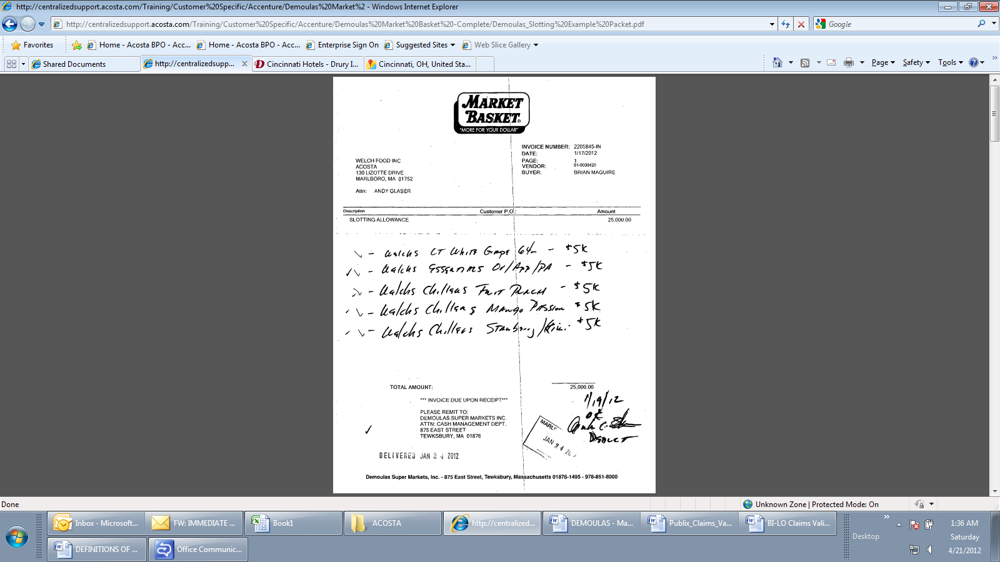 http://centralizedsupport.acosta.com/Training/Customer%20Specific/Accenture/Demoulas%20Market%2 - Windows Internet Explorer
http://centralizedsupport.acosta.com/Training/Customer%20Specific/Accenture/Demoulas%20Market%20Basket%20-Complete/Demoulas_Slotting%20Example%20Packet.pdf
Google
Favorites
Home - Acosta BPO - Acc...
Home - Acosta BPO - Acc...
Enterprise Sign On
Suggested Sites
Web Slice Gallery
Shared Documents
http://centralizedsupp...
Cincinnati Hotels - Drury I...
Cincinnati, OH, United Sta...
Page
Safety
Tools
MARKET
BASKET®
"MORE FOR YOUR DOLLAR"
INVOICE NUMBER: 2205845-IN
DATE: 1/17/2012
PAGE: 1
VENDOR: 01-0008420
BUYER: BRIAN MAGUIRE
WELCH FOOD INC
ACOSTA
130 LIZOTTE DRIVE
MARLBORO, MA 01752
Attn: ANDY GLASER
Description Customer P.O.: Amount
SLOTTING ALLOWANCE 25,000.00
- Welchs LT White Grape 64oz - $5K
- Welchs Essentials Or/App/PA - $5K
- Welchs Chillers Fruit Punch - $5K
- Welchs Chillers Mango Passion $5K
- Welchs Chillers Strawberry/Kiwi $5K
TOTAL AMOUNT: 25,000.00
*** INVOICE DUE UPON RECEIPT***
PLEASE REMIT TO:
DEMOULAS SUPER MARKETS INC.
ATTN: CASH MANAGEMENT DEPT.
875 EAST STREET
TEWKSBURY, MA 01876
1/19/12
OK
Deduct
JAN 24
DELIVERED JAN 24 2012
Demoulas Super Markets, Inc. - 875 East Street, Tewksbury, Massachusetts 01876-1495 - 978-851-8000
Done
Unknown Zone | Protected Mode: On
Inbox - Microsoft...
FW: IMMEDIATE ...
Book1
ACOSTA
http://centralized...
DEMOULAS - Ma...
Publix_Claims_Va...
BI-LO Claims Vali...
DEFINITIONS OF ...
Office Communic...
Desktop
1:36 AM
Saturday
4/21/2012